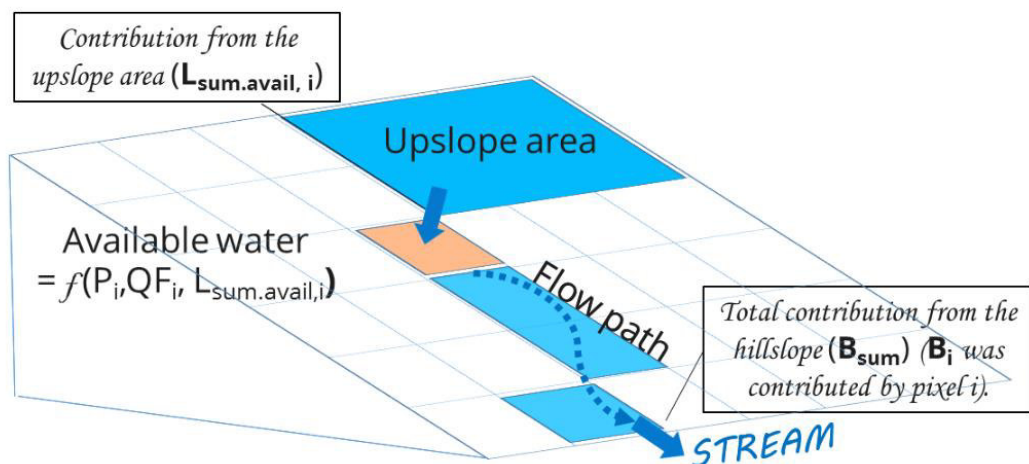 Contribution from the
upslope area (L sum.avail, i)
Upslope area
Available water
= f(Pi,QFi, Lsum.avail,i)
Flow path
Total contribution from the
hillslope (Bsum) (Bi was
contributed by pixel i).
STREAM